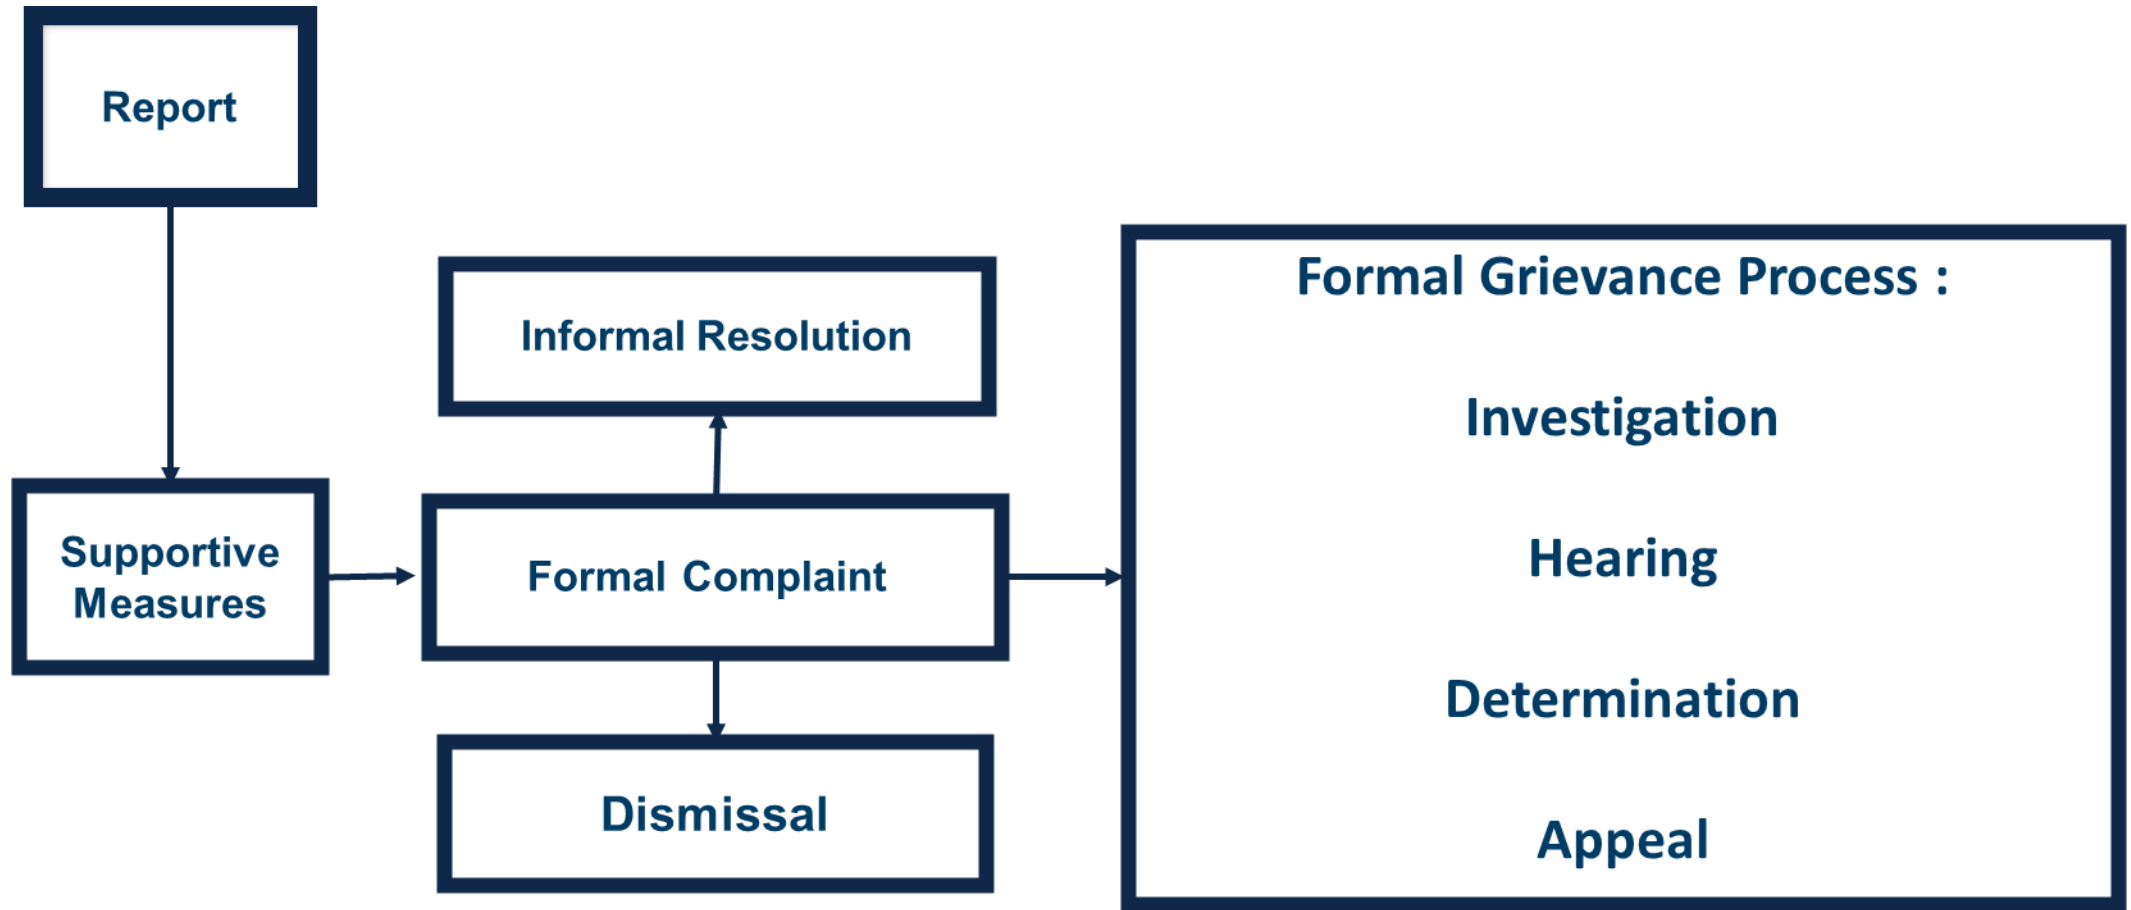 Report
Supportive
Measures
Informal Resolution
Formal Complaint
Dismissal
Formal Grievance Process :
Investigation
Hearing
Determination
Appeal